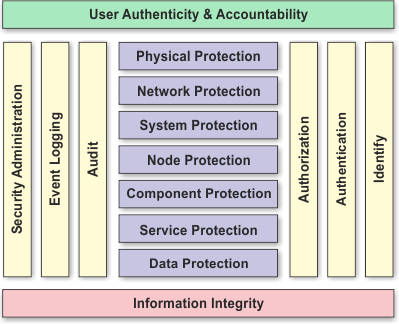 User Authenticity & Accountability
Security Administration
Event Logging
Audit
Physical Protection
Network Protection
System Protection
Node Protection
Component Protection
Service Protection
Data Protection
Authorization
Authentication
Identify
Information Integrity